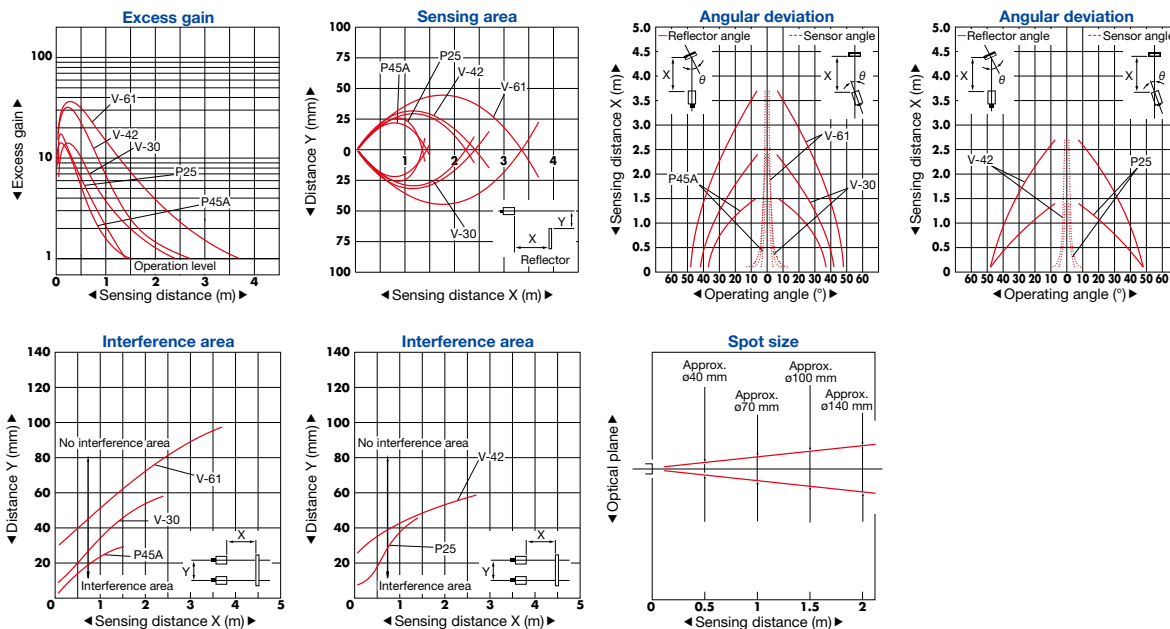 Excess gain
◀Excess gain▶
100
10
1
V-61
V-42
V-30
P25
P45A
Operation level
0 1 2 3 4
◀Sensing distance (m)▶
Sensing area
◀Distance Y (mm)▶
100
75
50
25
0
25
50
75
100
P45A
P25
V-42
V-61
1 2 3 4
V-30
Y
X
Reflector
0 1 2 3 4
◀Sensing distance X (m)▶
Angular deviation
◀Sensing distance X (m)▶
5.0
4.5
4.0
3.5
3.0
2.5
2.0
1.5
1.0
0.5
0
Reflector angle
Sensor angle
X
θ
X
θ
V-61
P45A
V-30
60 50 40 30 20 10 0 10 20 30 40 50 60
◀Operating angle (°)▶
Angular deviation
◀Sensing distance X (m)▶
5.0
4.5
4.0
3.5
3.0
2.5
2.0
1.5
1.0
0.5
0
Reflector angle
Sensor angle
X
θ
X
θ
V-42
P25
60 50 40 30 20 10 0 10 20 30 40 50 60
◀Operating angle (°)▶
Interference area
◀Distance Y (mm)▶
140
120
100
80
60
40
20
No interference area
V-61
V-30
P45A
X
Y
Interference area
0 1 2 3 4 5
◀Sensing distance X (m)▶
Interference area
◀Distance Y (mm)▶
140
120
100
80
60
40
20
No interference area
V-42
P25
X
Y
Interference area
0 1 2 3 4 5
◀Sensing distance X (m)▶
Spot size
◀Optical plane▶
Approx.
ø40 mm
Approx.
ø70 mm
Approx.
ø100 mm
Approx.
ø140 mm
0 0.5 1 1.5 2
◀Sensing distance (m)▶